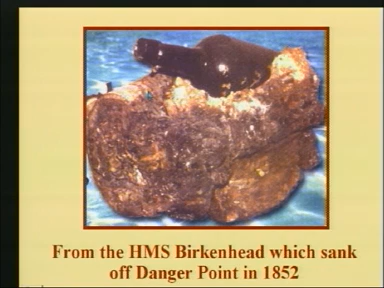 From the HMS Birkenhead which sank
off Danger Point in 1852